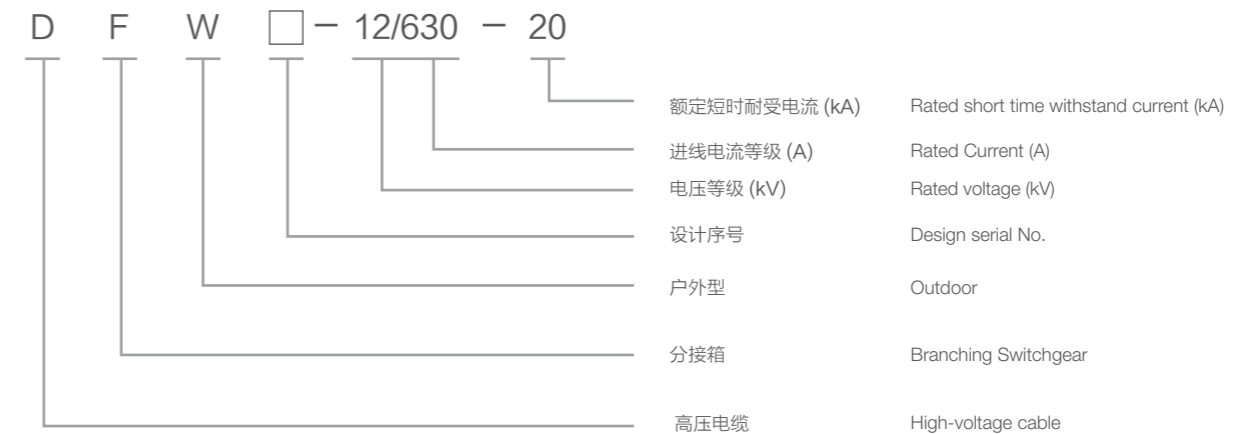 D F W □ - 12/630 - 20
额定短时耐受电流 (kA) Rated short time withstand current (kA)
进线电流等级 (A) Rated Current (A)
电压等级 (kV) Rated voltage (kV)
设计序号 Design serial No.
户外型 Outdoor
分接箱 Branching Switchgear
高压电缆 High-voltage cable